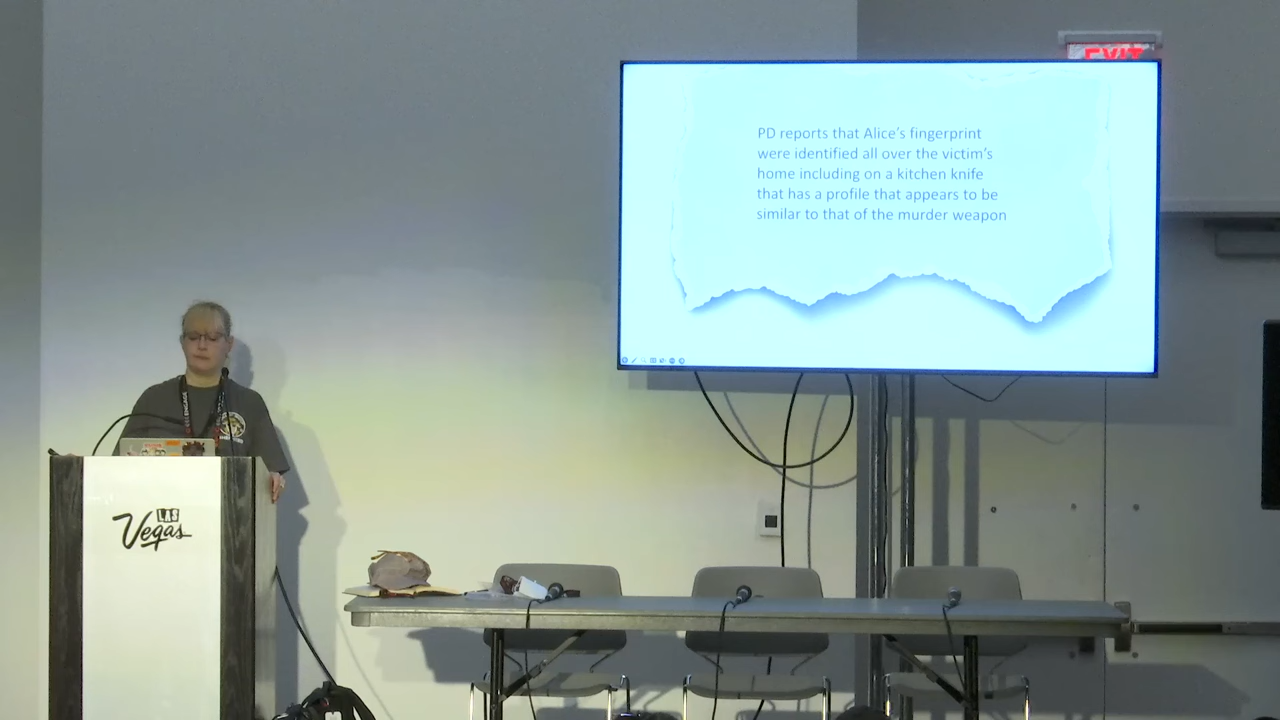 EXIT
PD reports that Alice's fingerprint
were identified all over the victim's
home including on a kitchen knife
that has a profile that appears to be
similar to that of the murder weapon
LAS
Vegas